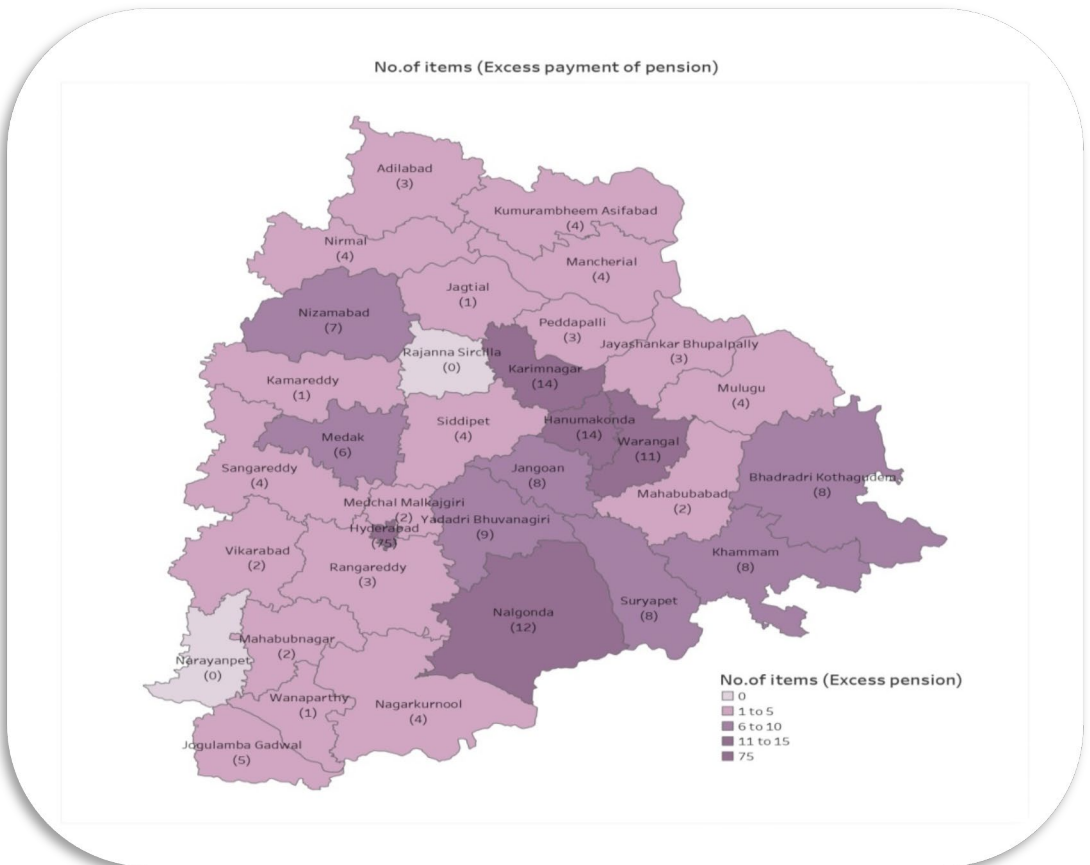 No.of items (Excess payment of pension)
Adilabad
(3)
Kumurambheem Asifabad
(4)
Nirmal
(4)
Mancherial
(4)
Jagtial
(1)
Nizamabad
(7)
Peddapalli
(3)
Jayashankar Bhupalpally
(3)
Rajanna Sircilla
(0)
Karimnagar
(14)
Kamareddy
(1)
Mulugu
(4)
Siddipet
(4)
Hanumakonda
(14)
Medak
(6)
Warangal
(11)
Sangareddy
(4)
Jangoan
(8)
Bhadradri Kothagudem
(8)
Mahabubabad
(2)
Medchal Malkajgiri
(2)
Yadadri Bhuvanagiri
(9)
Hyderabad
(75)
Vikarabad
(2)
Khammam
(8)
Rangareddy
(3)
Suryapet
(8)
Nalgonda
(12)
Mahabubnagar
(2)
Narayanpet
(0)
Wanaparthy
(1)
Nagarkurnool
(4)
Jogulamba Gadwal
(5)
No.of items (Excess pension)
0
1 to 5
6 to 10
11 to 15
75